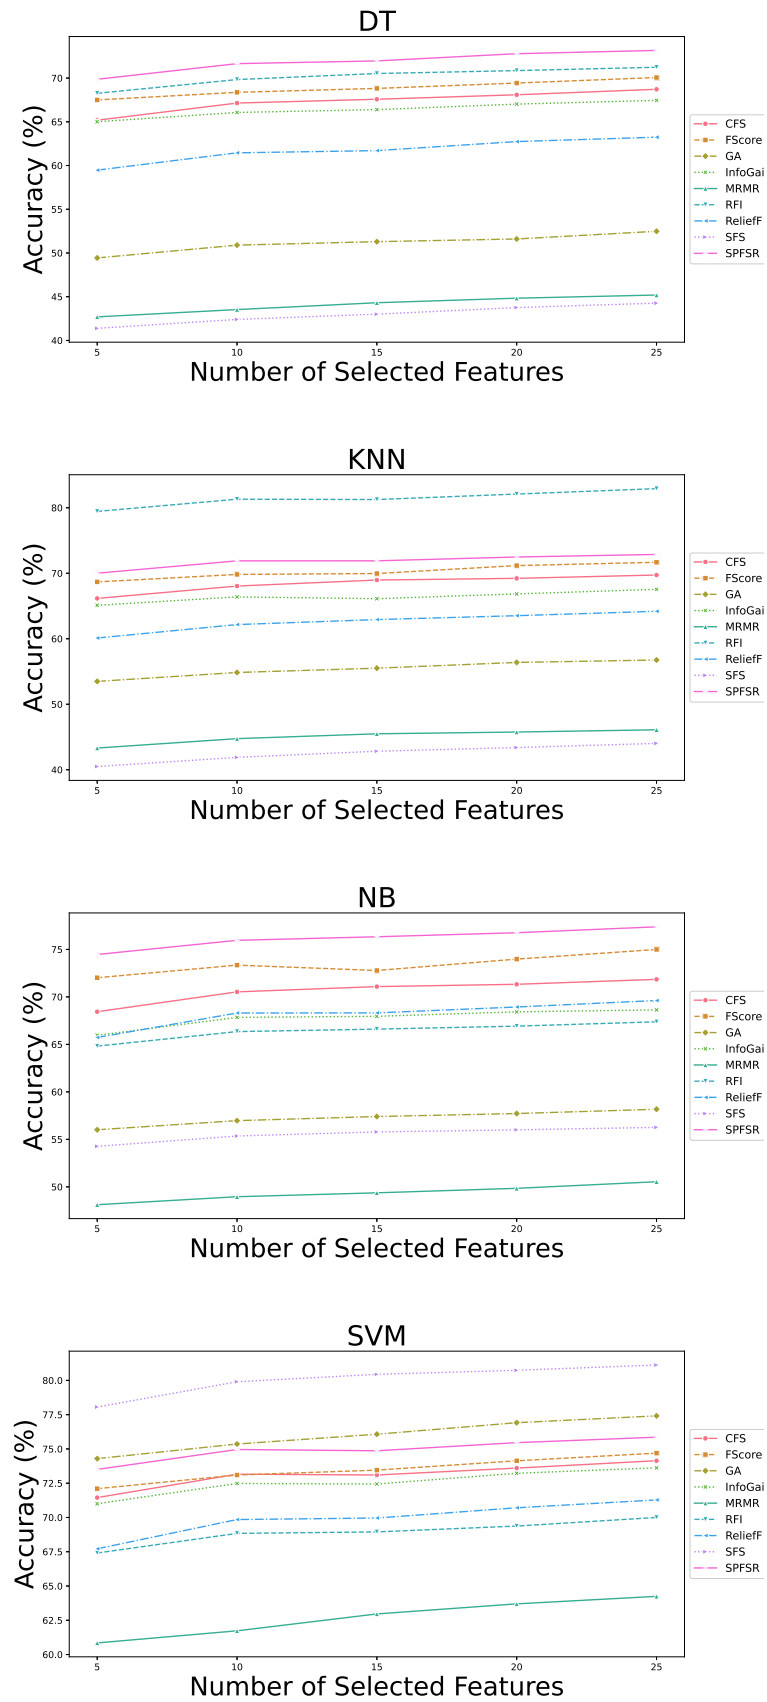 DT
Accuracy (%)
70
65
60
55
50
45
40
5 10 15 20 25
Number of Selected Features
CFS
FScore
GA
InfoGai
MRMR
RFI
ReliefF
SFS
SPFSR
KNN
Accuracy (%)
80
70
60
50
40
5 10 15 20 25
Number of Selected Features
CFS
FScore
GA
InfoGai
MRMR
RFI
ReliefF
SFS
SPFSR
NB
Accuracy (%)
75
70
65
60
55
50
5 10 15 20 25
Number of Selected Features
CFS
FScore
GA
InfoGai
MRMR
RFI
ReliefF
SFS
SPFSR
SVM
Accuracy (%)
80.0
77.5
75.0
72.5
70.0
67.5
65.0
62.5
60.0
5 10 15 20 25
Number of Selected Features
CFS
FScore
GA
InfoGai
MRMR
RFI
ReliefF
SFS
SPFSR